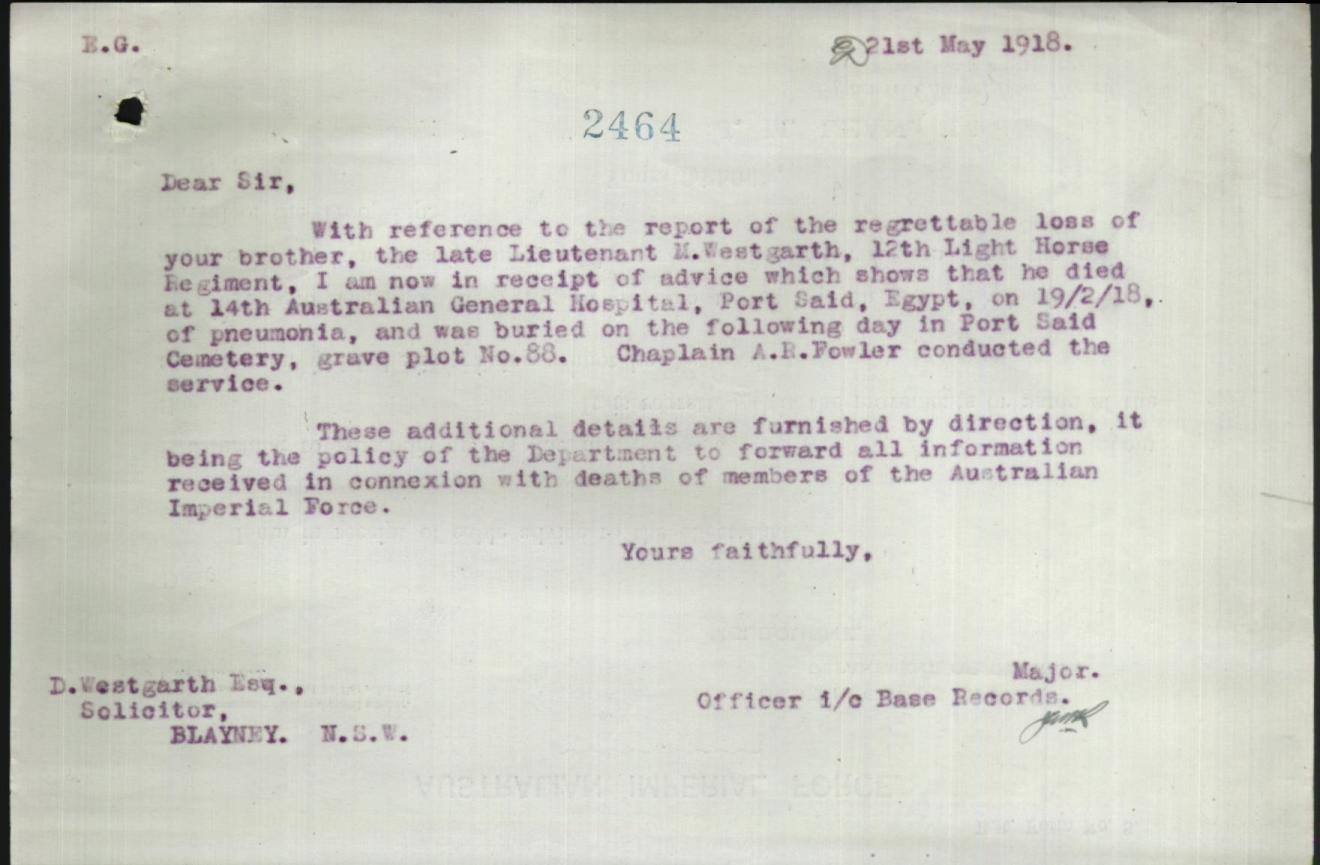 E.G.
21st May 1918.
2464
Dear Sir,
With reference to the report of the regrettable loss of
your brother, the late Lieutenant M.Westgarth, 12th Light Horse
Regiment, I am now in receipt of advice which shows that he died
at 14th Australian General Hospital, Port Said, Egypt, on 19/2/18,
of pneumonia, and was buried on the following day in Port Said
Cemetery, grave plot No.88. Chaplain A.R.Fowler conducted the
service.
These additional details are furnished by direction, it
being the policy of the Department to forward all information
received in connexion with deaths of members of the Australian
Imperial Force.
Yours faithfully,
Major.
Officer i/c Base Records.
D.Westgarth Esq.,
Solicitor,
BLAYNEY. N.S.W.
AUSTRALIAN IMPERIAL FORCE